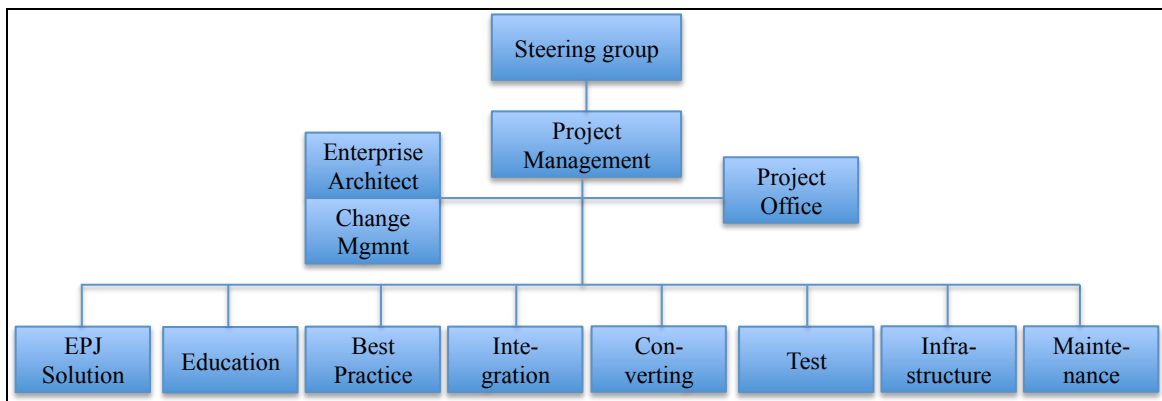 Steering group
Project
Management
Enterprise
Architect
Change
Mgmnt
Project
Office
EPJ
Solution
Education
Best
Practice
Inte-
gration
Con-
verting
Test
Infra-
structure
Mainte-
nance